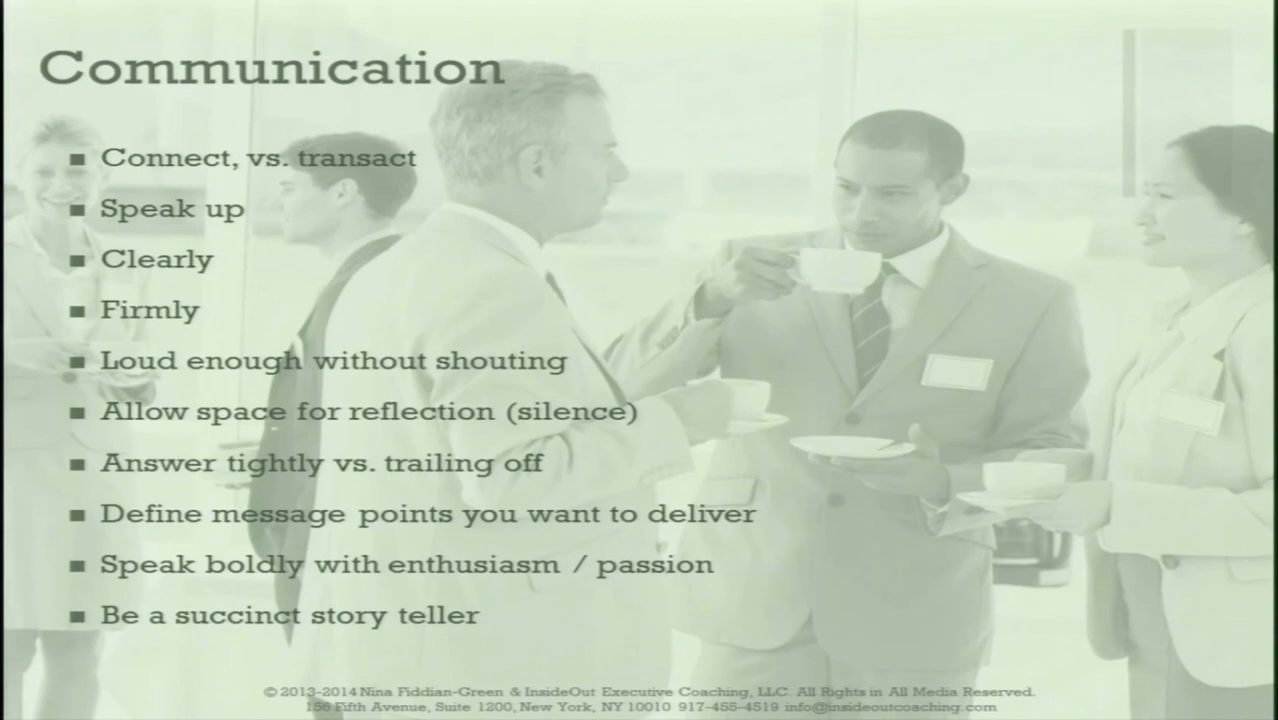 Communication
Connect, vs. transact
Speak up
Clearly
Firmly
Loud enough without shouting
Allow space for reflection (silence)
Answer tightly vs. trailing off
Define message points you want to deliver
Speak boldly with enthusiasm / passion
Be a succinct story teller
© 2013-2014 Nina Fiddian-Green & InsideOut Executive Coaching, LLC. All Rights in All Media Reserved.
156 Fifth Avenue, Suite 1200, New York, NY 10010 917-455-4519 info@insideoutcoaching.com